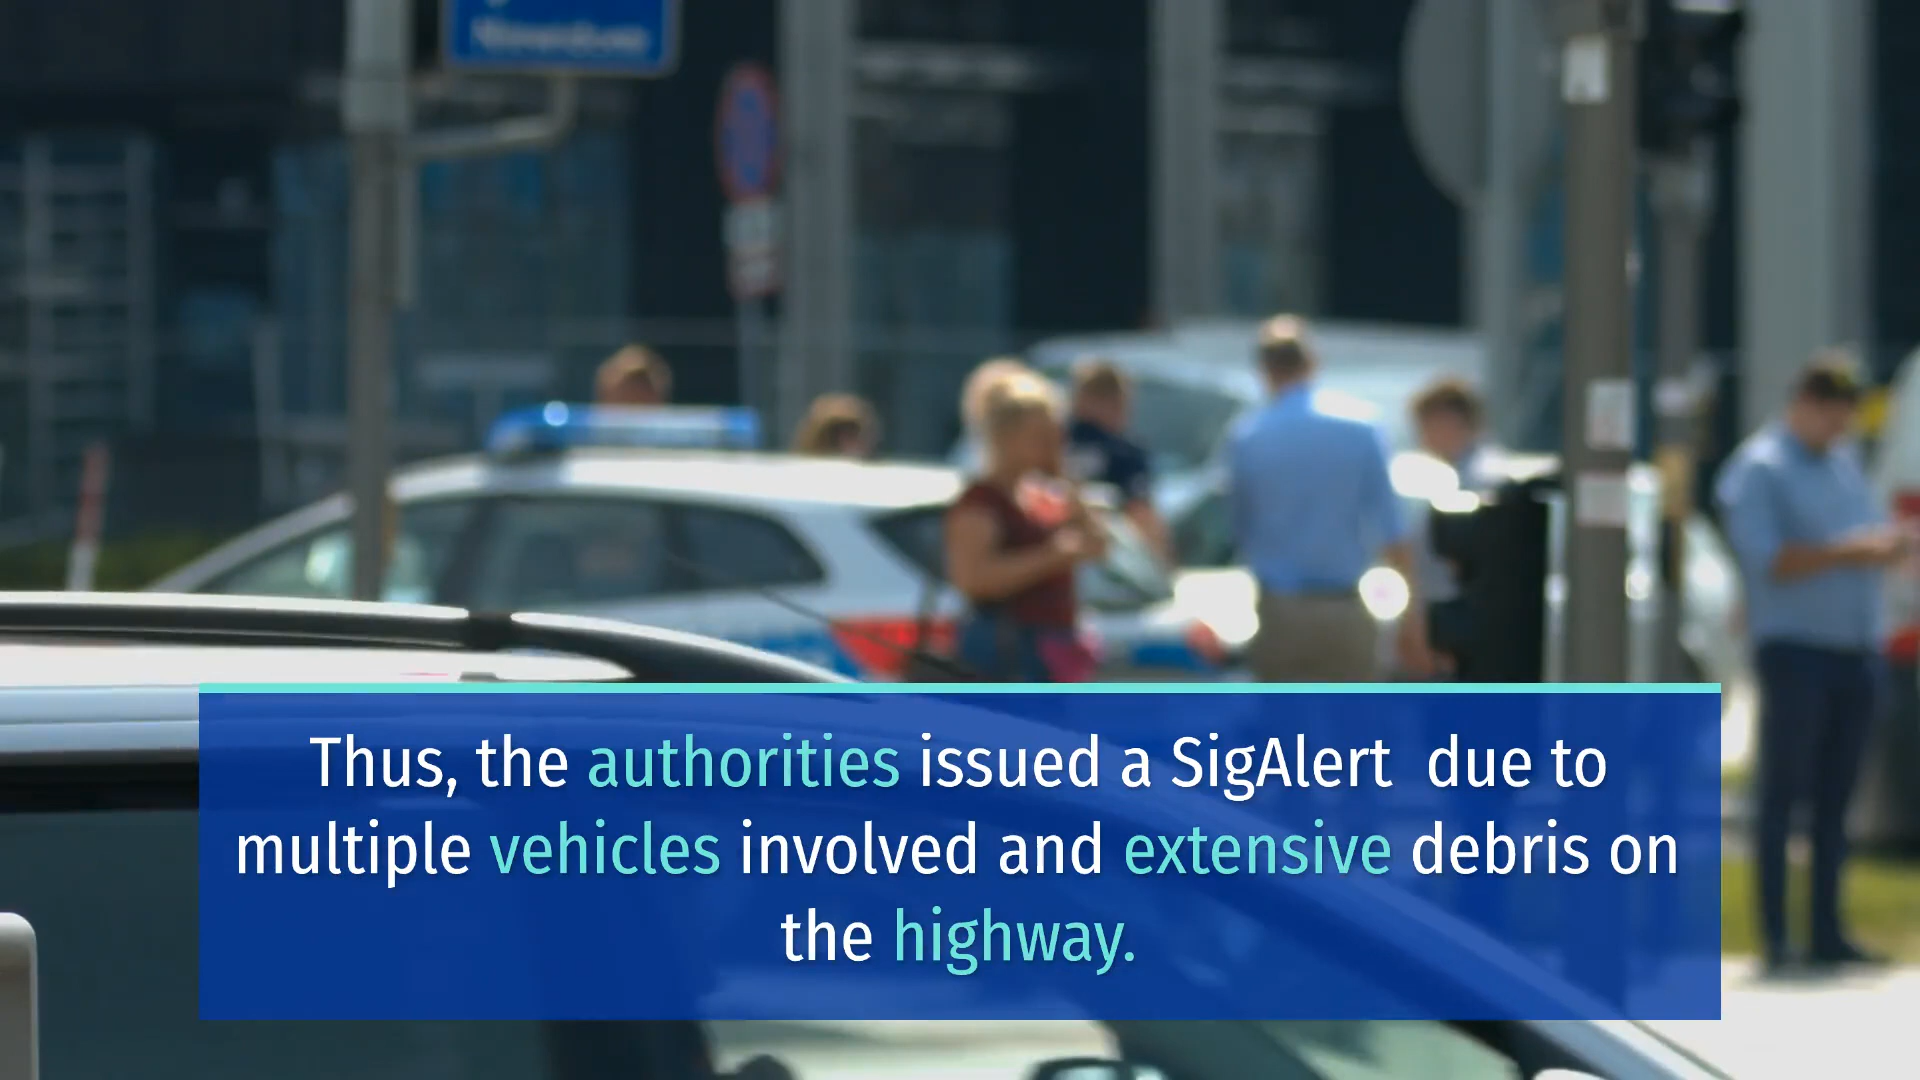 Thus, the authorities issued a SigAlert  due to
multiple vehicles involved and extensive debris on
the highway.